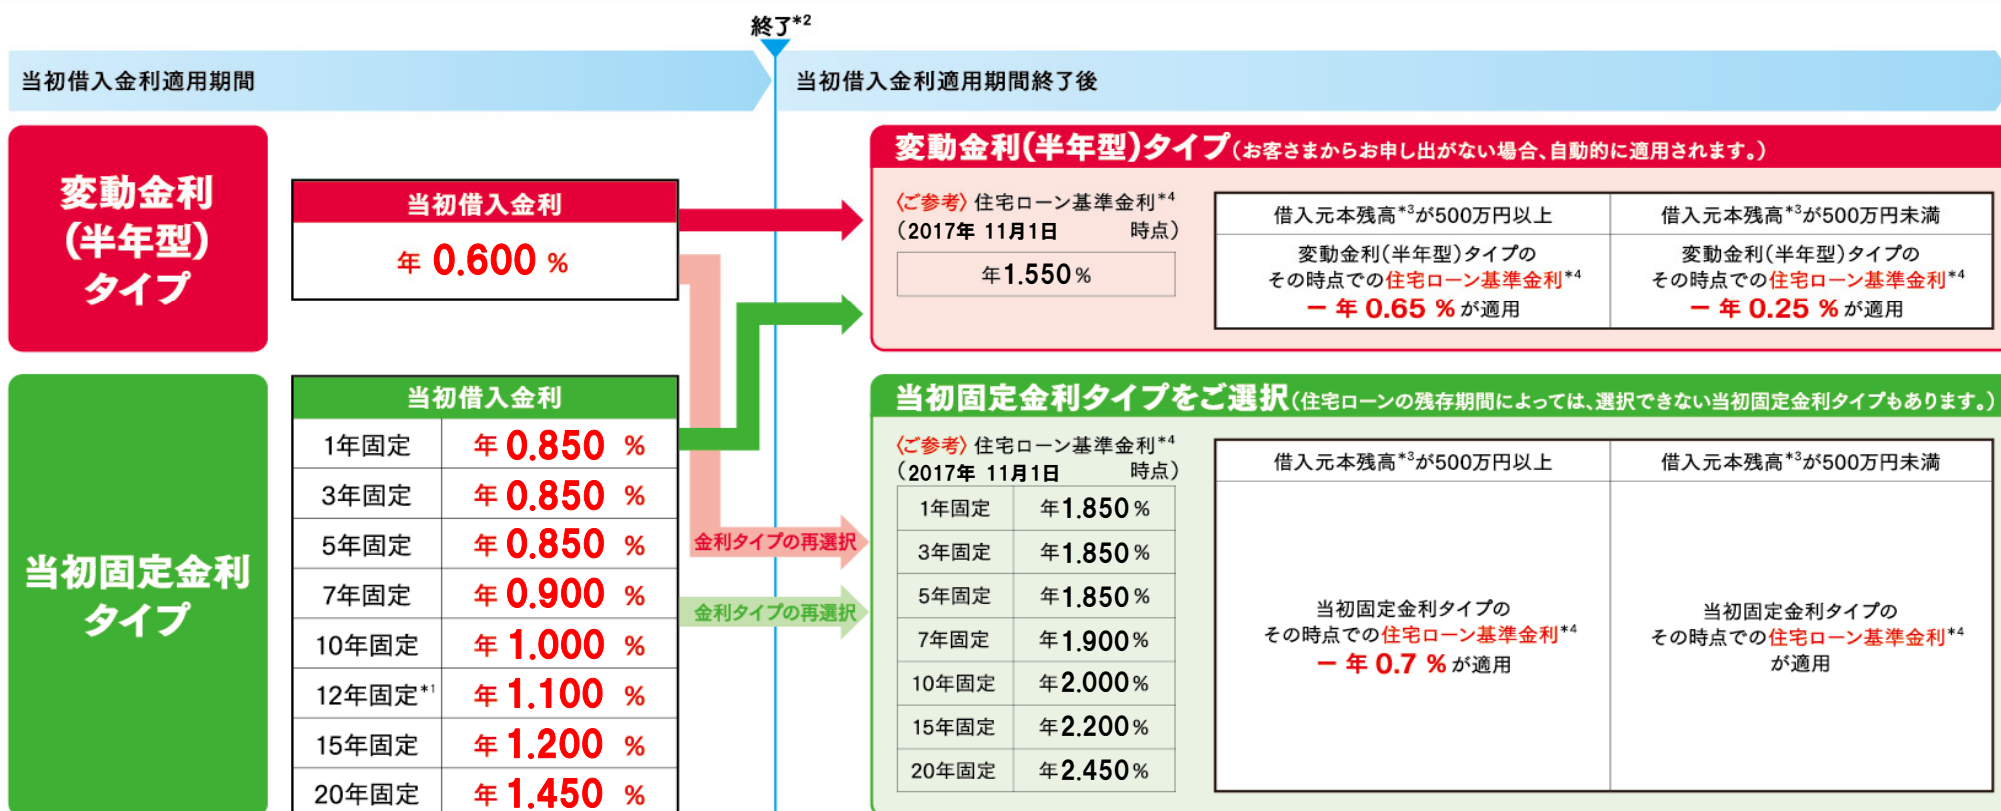 終了*2
当初借入金利適用期間
当初借入金利適用期間終了後
変動金利
(半年型)
タイプ
当初借入金利
年 0.600 %
変動金利(半年型)タイプ(お客さまからお申し出がない場合、自動的に適用されます。)
〈ご参考〉住宅ローン基準金利*4
(2017年 11月1日 時点)
年1.550%
借入元本残高*3が500万円以上
変動金利(半年型)タイプの
その時点での住宅ローン基準金利*4
ー 年 0.65 % が適用
借入元本残高*3が500万円未満
変動金利(半年型)タイプの
その時点での住宅ローン基準金利*4
ー 年 0.25 % が適用
当初固定金利
タイプ
当初借入金利
1年固定 年 0.850 %
3年固定 年 0.850 %
5年固定 年 0.850 %
7年固定 年 0.900 %
10年固定 年 1.000 %
12年固定*1 年 1.100 %
15年固定 年 1.200 %
20年固定 年 1.450 %
金利タイプの再選択
金利タイプの再選択
当初固定金利タイプをご選択(住宅ローンの残存期間によっては、選択できない当初固定金利タイプもあります。)
〈ご参考〉住宅ローン基準金利*4
(2017年 11月1日 時点)
1年固定 年1.850%
3年固定 年1.850%
5年固定 年1.850%
7年固定 年1.900%
10年固定 年2.000%
15年固定 年2.200%
20年固定 年2.450%
借入元本残高*3が500万円以上
当初固定金利タイプの
その時点での住宅ローン基準金利*4
ー 年 0.7 % が適用
借入元本残高*3が500万円未満
当初固定金利タイプの
その時点での住宅ローン基準金利*4
が適用